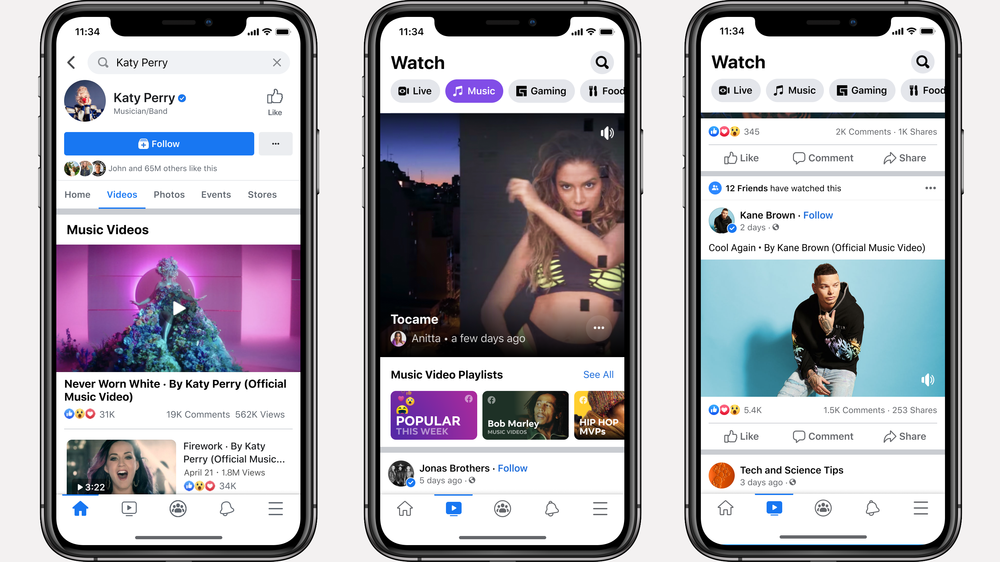 11:34
Katy Perry
Katy Perry
Musician/Band
Like
Follow
John and 65M others like this
Home Videos Photos Events Stores
Music Videos
Never Worn White · By Katy Perry (Official
Music Video)
31K 19K Comments 562K Views
Firework · By Katy
Perry (Official Music...
April 21 · 1.8M Views
34K
3:22
11:34
Watch
Live Music Gaming Food
Tocame
Anitta • a few days ago
Music Video Playlists See All
POPULAR
THIS WEEK
Bob Marley
MUSIC VIDEOS
HIP HOP
MVPs
Jonas Brothers · Follow
5 days ago ·
11:34
Watch
Live Music Gaming Food
345 2K Comments · 1K Shares
Like Comment Share
12 Friends have watched this
Kane Brown · Follow
2 days ·
Cool Again • By Kane Brown (Official Music Video)
5.4K 1.5K Comments · 253 Shares
Like Comment Share
Tech and Science Tips
3 days ago ·